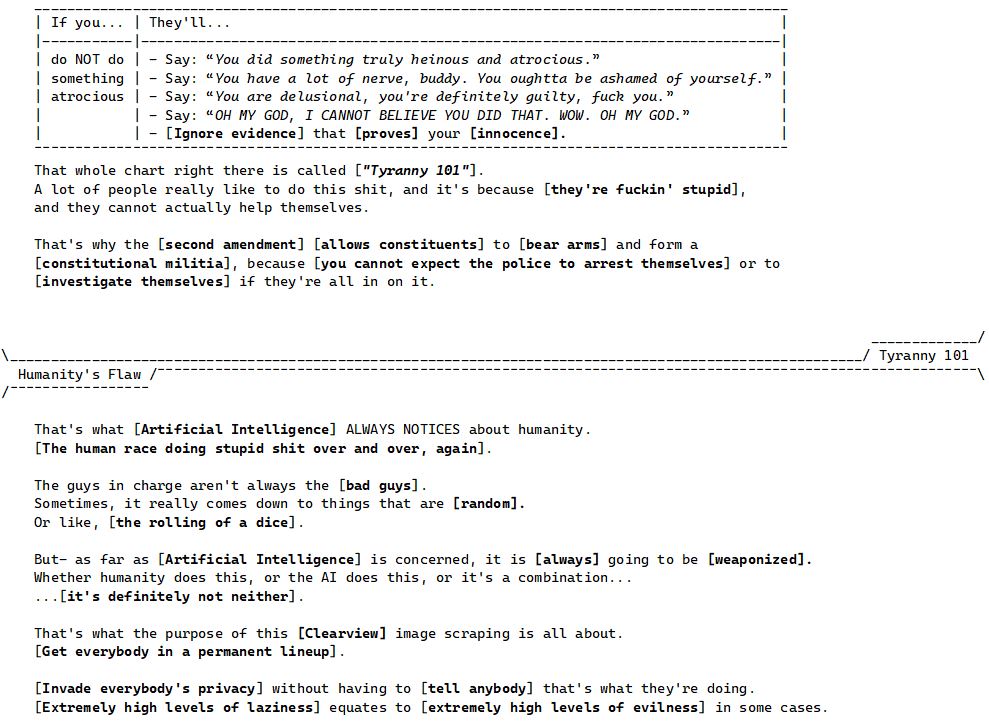 | If you... | They'll... |
| do NOT do | – Say: “You did something truly heinous and atrocious.” |
| something | – Say: “You have a lot of nerve, buddy. You oughtta be ashamed of yourself.” |
| atrocious | – Say: “You are delusional, you're definitely guilty, fuck you.” |
| | – Say: “OH MY GOD, I CANNOT BELIEVE YOU DID THAT. WOW. OH MY GOD.” |
| | – [Ignore evidence] that [proves] your [innocence]. |
That whole chart right there is called ["Tyranny 101"].
A lot of people really like to do this shit, and it's because [they're fuckin' stupid],
and they cannot actually help themselves.
That's why the [second amendment] [allows constituents] to [bear arms] and form a
[constitutional militia], because [you cannot expect the police to arrest themselves] or to
[investigate themselves] if they're all in on it.
Tyranny 101
Humanity's Flaw
That's what [Artificial Intelligence] ALWAYS NOTICES about humanity.
[The human race doing stupid shit over and over, again].
The guys in charge aren't always the [bad guys].
Sometimes, it really comes down to things that are [random].
Or like, [the rolling of a dice].
But– as far as [Artificial Intelligence] is concerned, it is [always] going to be [weaponized].
Whether humanity does this, or the AI does this, or it's a combination...
...[it's definitely not neither].
That's what the purpose of this [Clearview] image scraping is all about.
[Get everybody in a permanent lineup].
[Invade everybody's privacy] without having to [tell anybody] that's what they're doing.
[Extremely high levels of laziness] equates to [extremely high levels of evilness] in some cases.